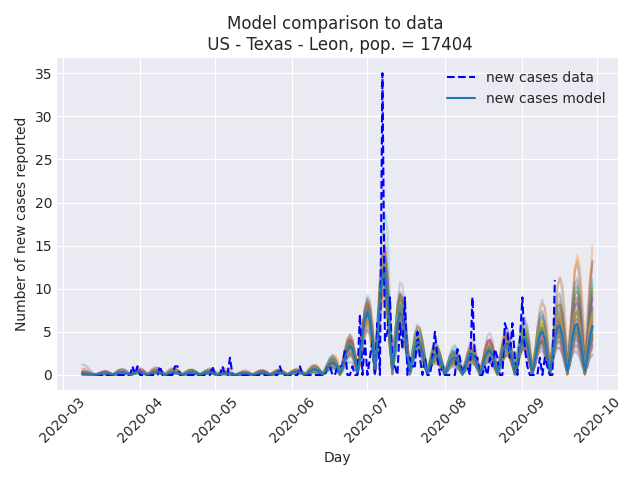 Model comparison to data
US - Texas - Leon, pop. = 17404
Number of new cases reported
35
30
25
20
15
10
5
0
new cases data
new cases model
2020-03
2020-04
2020-05
2020-06
2020-07
2020-08
2020-09
2020-10
Day